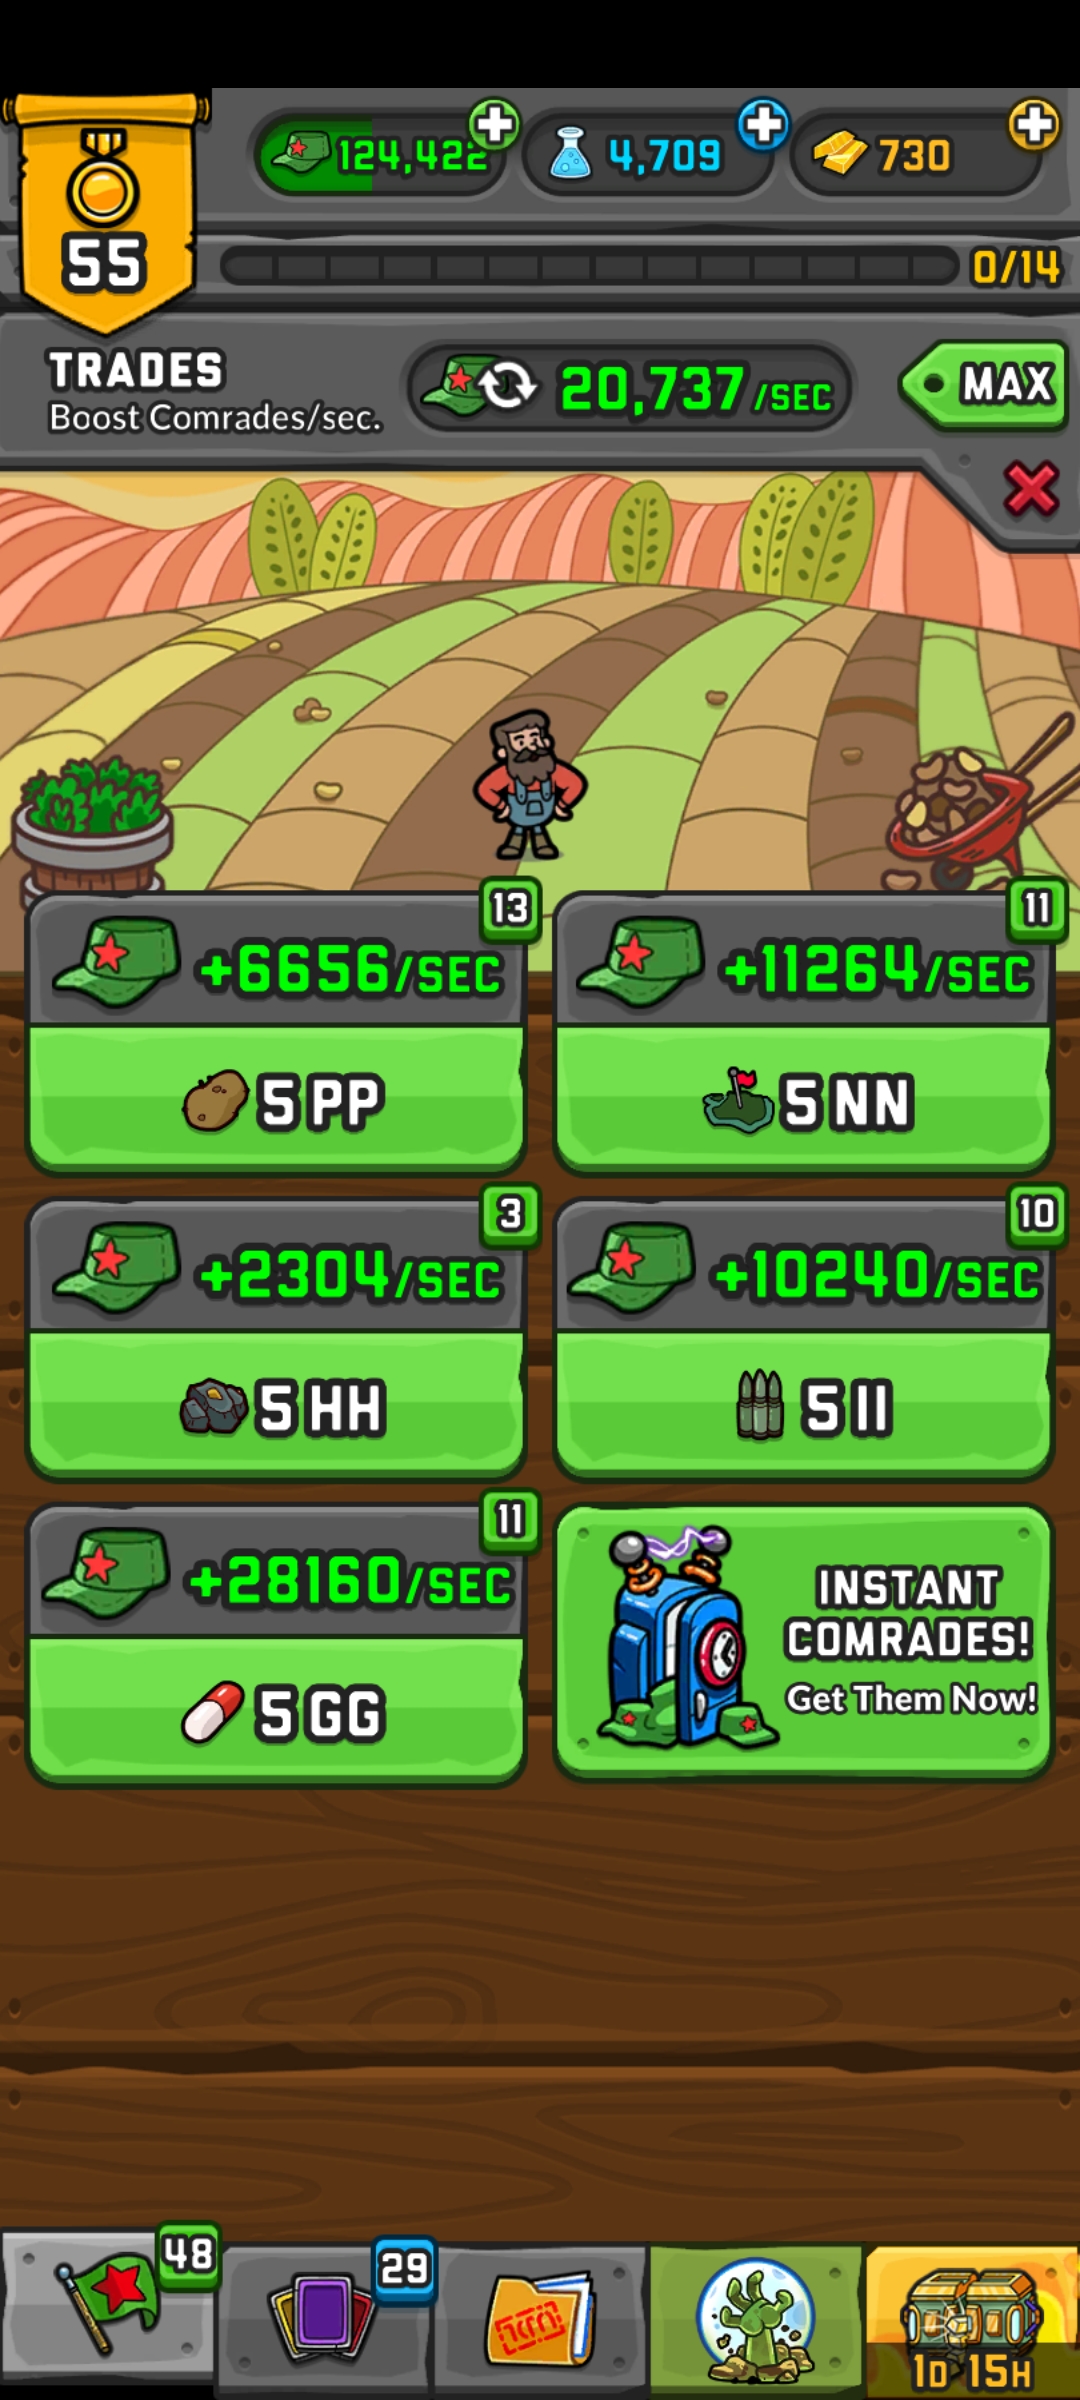 124,422
4,709
730
55
0/14
TRADES
Boost Comrades/sec.
20,737/SEC
MAX
13
+6656/SEC
5 PP
11
+11264/SEC
5 NN
3
+2304/SEC
5 HH
10
+10240/SEC
5 II
11
+28160/SEC
5 GG
INSTANT
COMRADES!
Get Them Now!
48
29
1D 15H